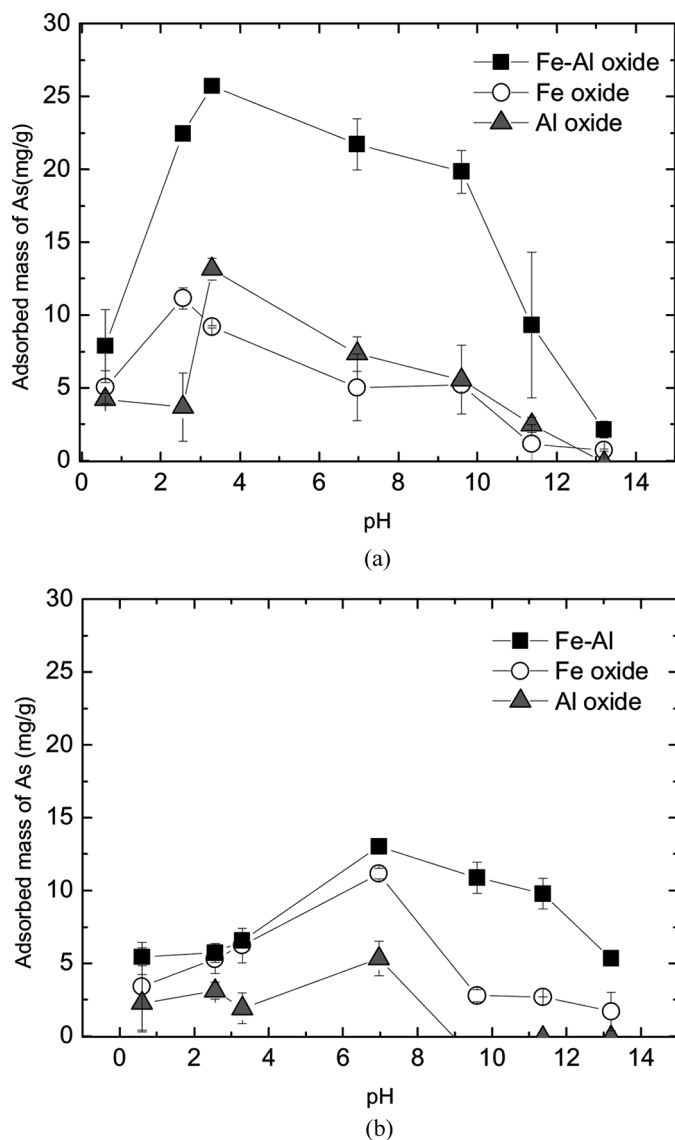 30
25
20
15
10
5
0
Adsorbed mass of As(mg/g)
Fe-Al oxide
Fe oxide
Al oxide
0 2 4 6 8 10 12 14
pH
(a)
30
25
20
15
10
5
0
Adsorbed mass of As (mg/g)
Fe-Al
Fe oxide
Al oxide
0 2 4 6 8 10 12 14
pH
(b)